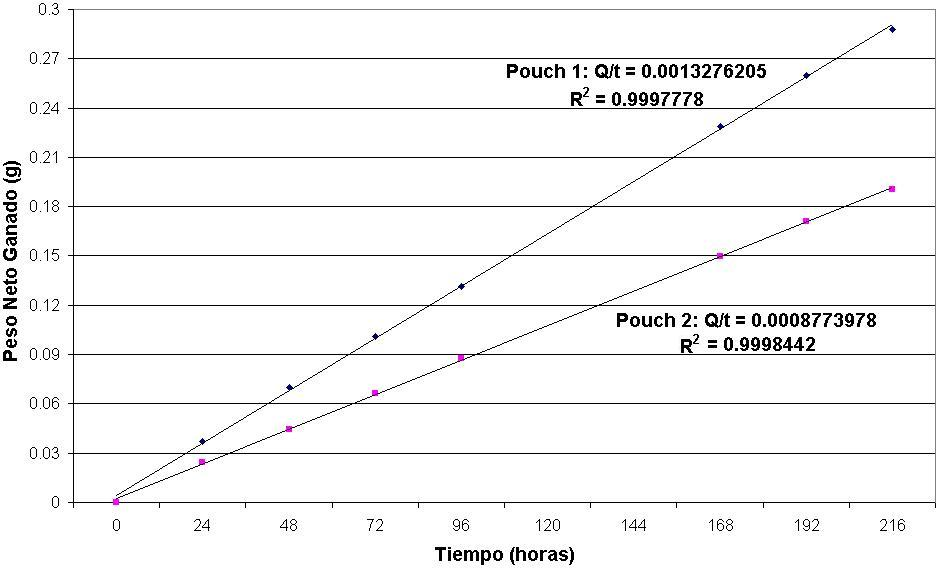 0.3
0.27
0.24
0.21
0.18
0.15
0.12
0.09
0.06
0.03
0
Peso Neto Ganado (g)
Pouch 1: Q/t = 0.0013276205
R² = 0.9997778
Pouch 2: Q/t = 0.0008773978
R² = 0.9998442
0 24 48 72 96 120 144 168 192 216
Tiempo (horas)